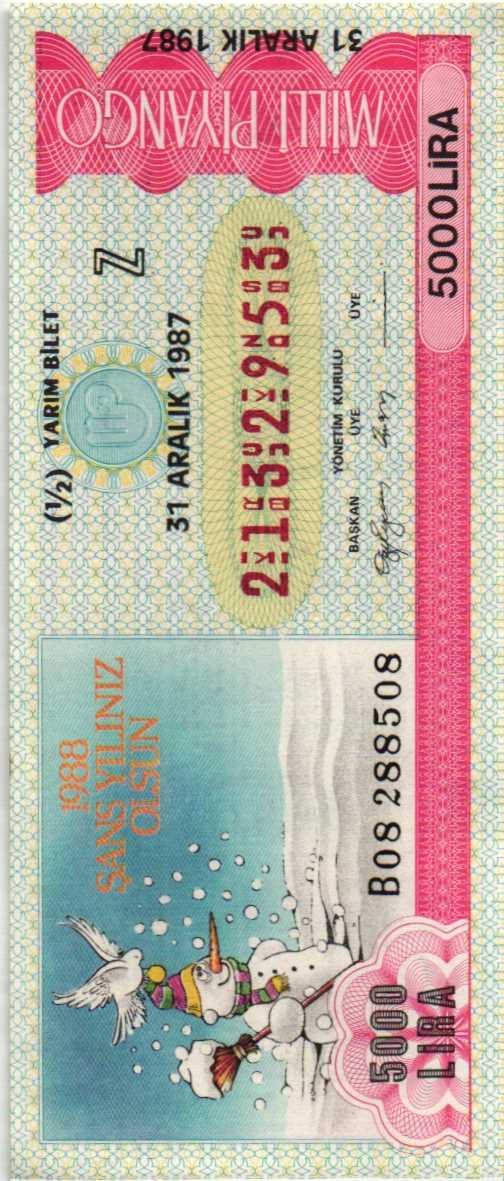 1988
ŞANS YILINIZ
OLSUN
B08 288508
5000
LİRA
(½) YARIM BİLET
Z
31 ARALIK 1987
2132953
YÖNETİM KURULU
BAŞKAN ÜYE ÜYE
MİLLİ PİYANGO
31 ARALIK 1987
5000LİRA